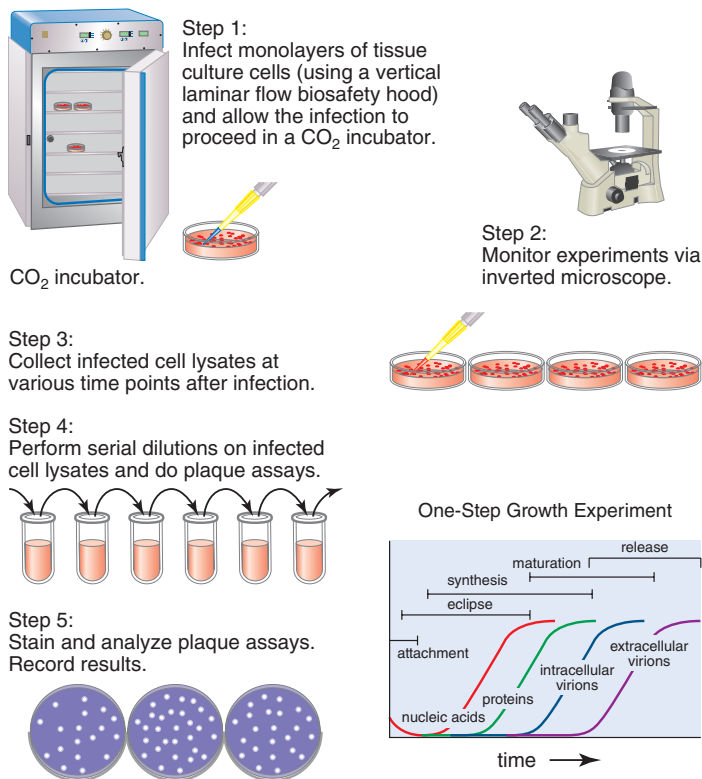 Step 1:
Infect monolayers of tissue
culture cells (using a vertical
laminar flow biosafety hood)
and allow the infection to
proceed in a CO₂ incubator.
CO₂ incubator.
Step 2:
Monitor experiments via
inverted microscope.
Step 3:
Collect infected cell lysates at
various time points after infection.
Step 4:
Perform serial dilutions on infected
cell lysates and do plaque assays.
Step 5:
Stain and analyze plaque assays.
Record results.
One-Step Growth Experiment
release
maturation
synthesis
eclipse
attachment
extracellular
virions
intracellular
virions
proteins
nucleic acids
time